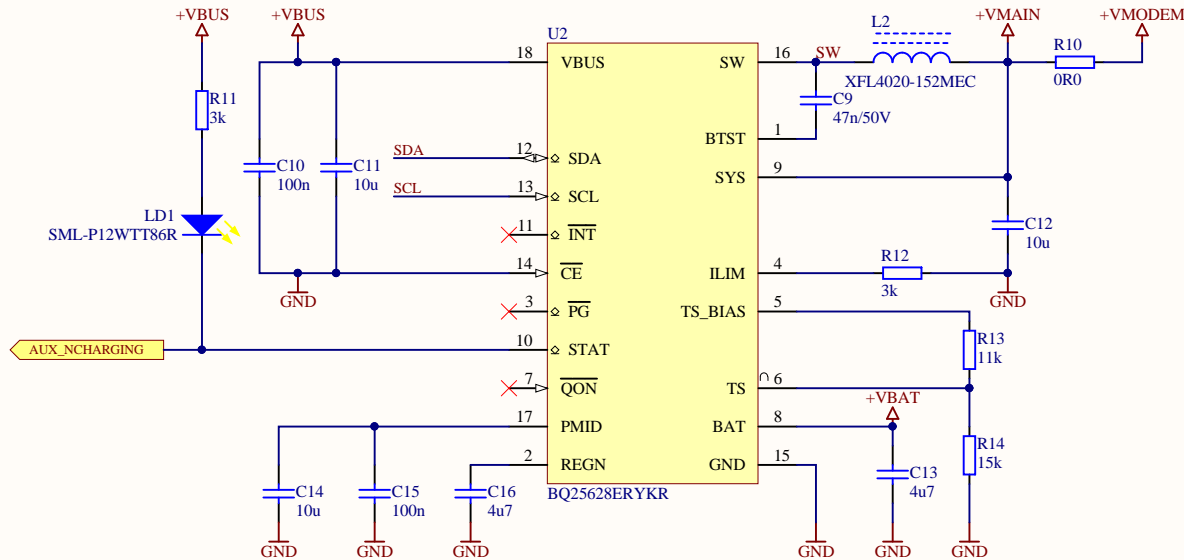 +VBUS
+VBUS
+VMAIN
+VMODEM
U2
L2
18
VBUS
SW
16
SW
XFL4020-152MEC
R10
0R0
R11
3k
C9
47n/50V
BTST
1
C10
100n
C11
10u
SDA
12
SDA
SYS
9
SCL
13
SCL
LD1
SML-P12WTT86R
11
INT
C12
10u
14
CE
ILIM
4
R12
3k
GND
GND
3
PG
TS_BIAS
5
R13
11k
AUX_NCHARGING
10
STAT
7
QON
TS
6
+VBAT
17
PMID
BAT
8
R14
15k
2
REGN
GND
15
C14
10u
C15
100n
C16
4u7
BQ25628ERYKR
C13
4u7
GND
GND
GND
GND
GND
GND